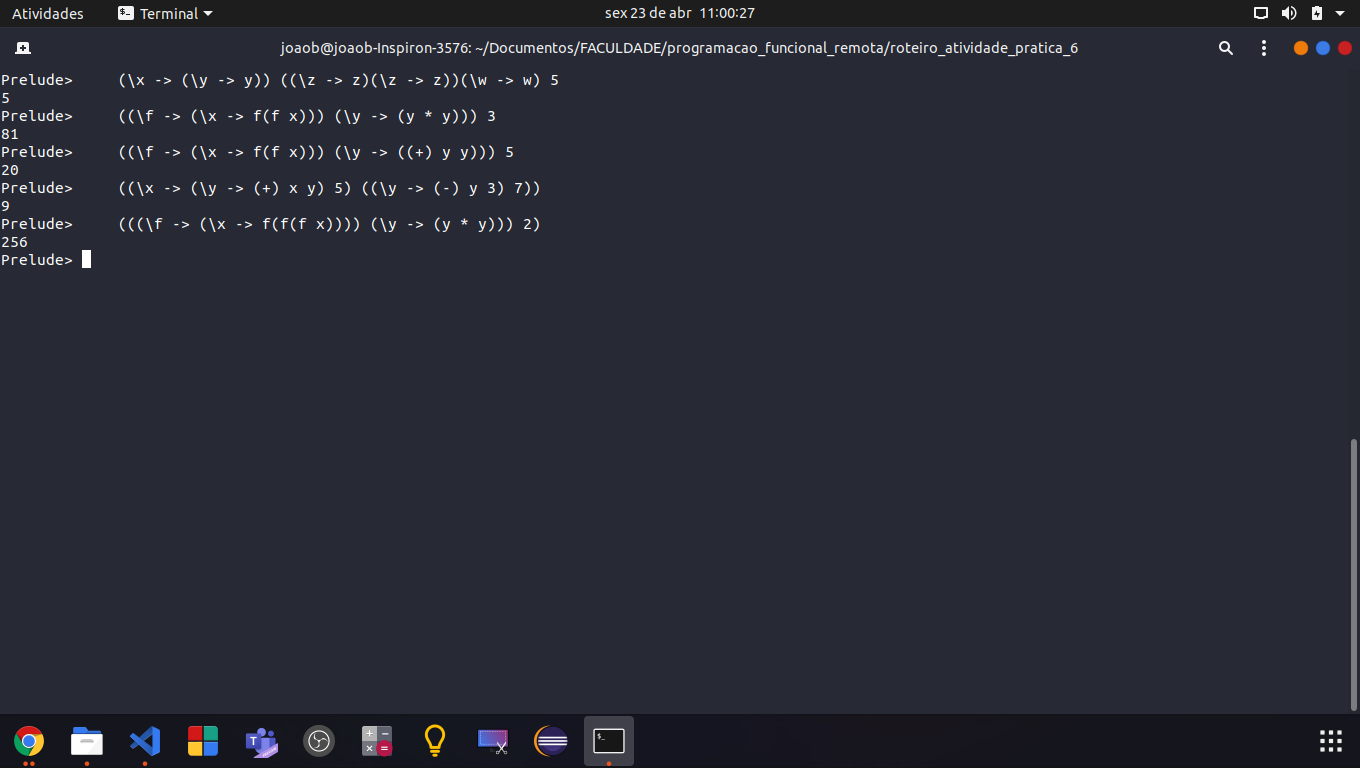 Atividades Terminal sex 23 de abr 11:00:27
joaob@joaob-Inspiron-3576: ~/Documentos/FACULDADE/programacao_funcional_remota/roteiro_atividade_pratica_6
Prelude>     (\x -> (\y -> y)) ((\z -> z)(\z -> z))(\w -> w) 5
5
Prelude>     ((\f -> (\x -> f(f x))) (\y -> (y * y))) 3
81
Prelude>     ((\f -> (\x -> f(f x))) (\y -> ((+) y y))) 5
20
Prelude>     ((\x -> (\y -> (+) x y) 5) ((\y -> (-) y 3) 7))
9
Prelude>     (((\f -> (\x -> f(f(f x)))) (\y -> (y * y))) 2)
256
Prelude>